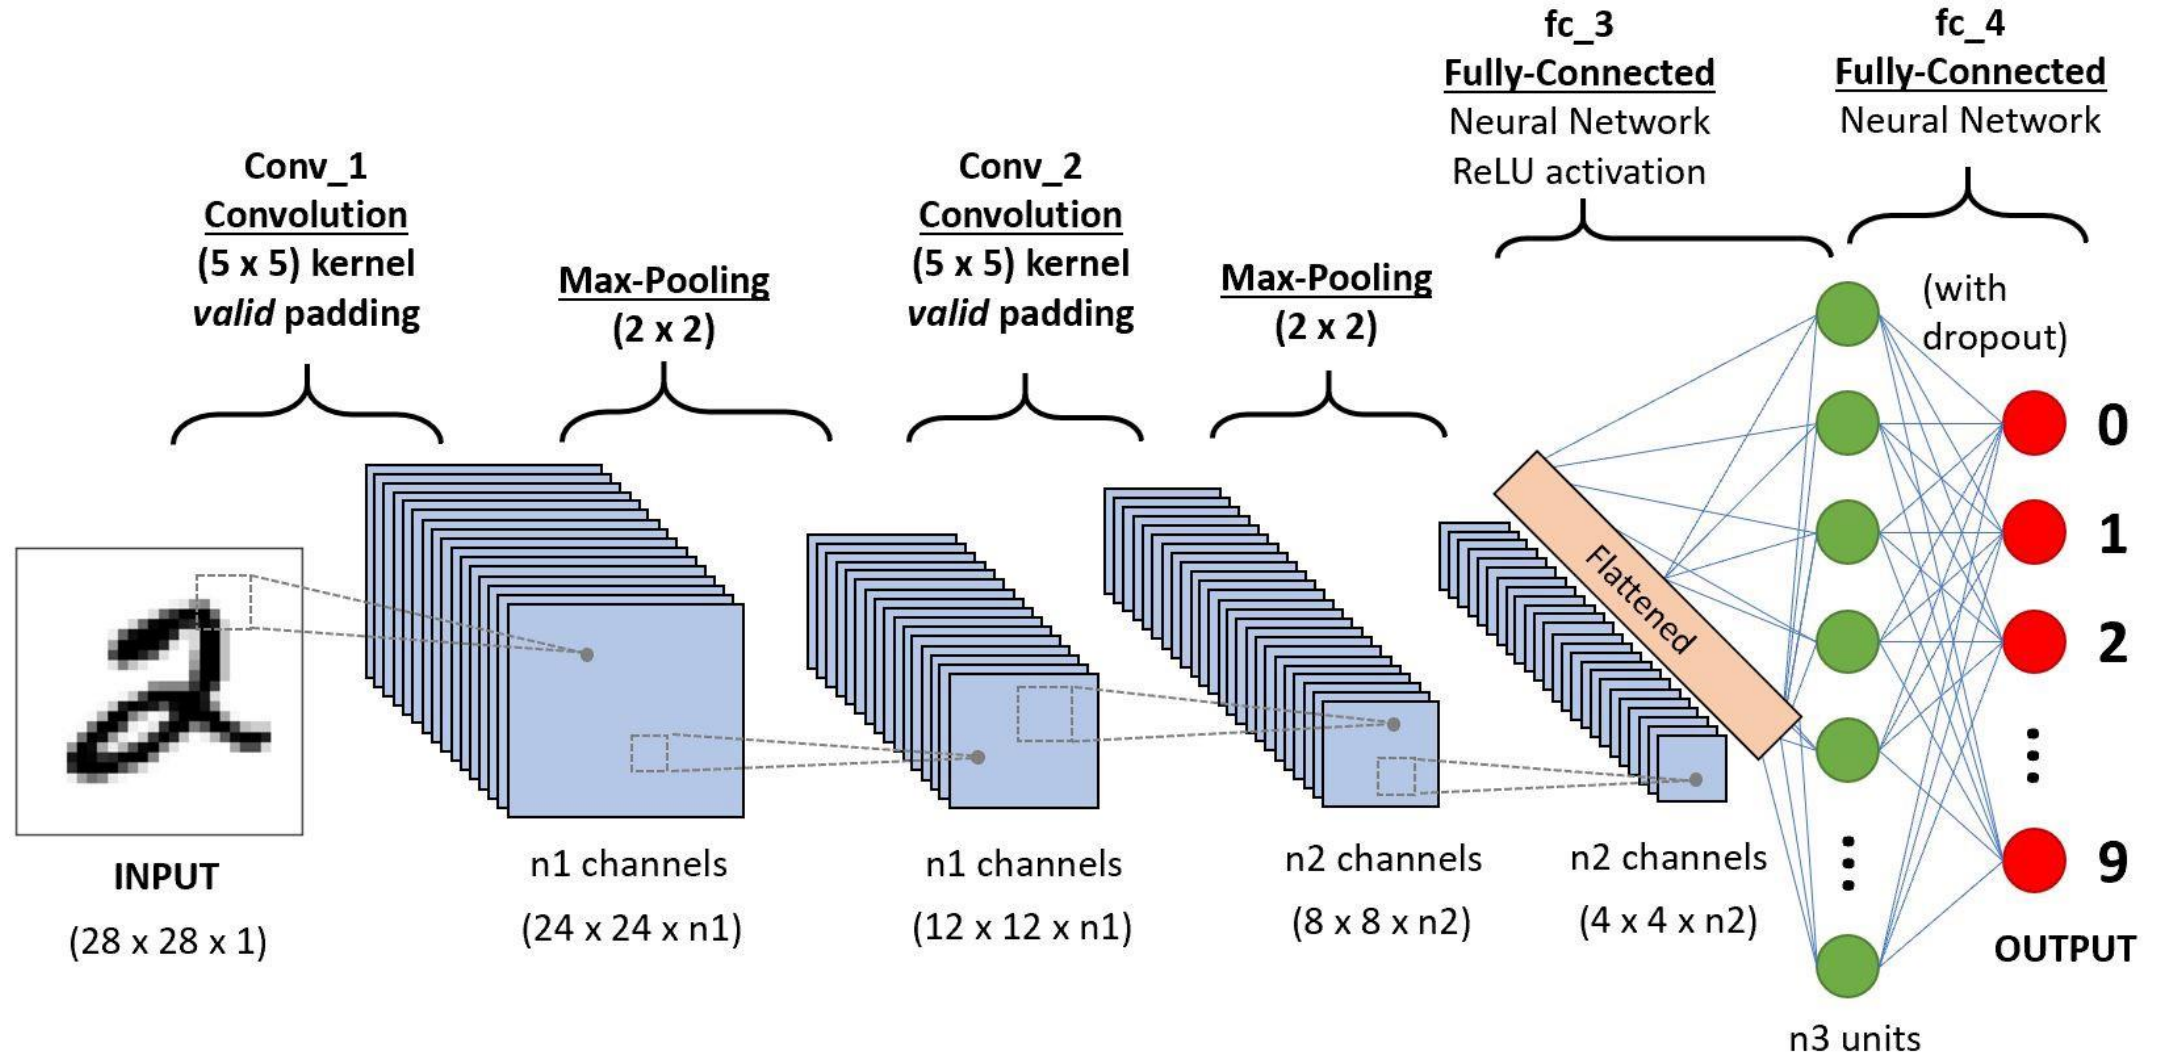 Conv_1
Convolution
(5 x 5) kernel
valid padding
Max-Pooling
(2 x 2)
Conv_2
Convolution
(5 x 5) kernel
valid padding
Max-Pooling
(2 x 2)
fc_3
Fully-Connected
Neural Network
ReLU activation
fc_4
Fully-Connected
Neural Network
(with
dropout)
Flattened
0
1
2
9
OUTPUT
INPUT
(28 x 28 x 1)
n1 channels
(24 x 24 x n1)
n1 channels
(12 x 12 x n1)
n2 channels
(8 x 8 x n2)
n2 channels
(4 x 4 x n2)
n3 units
2